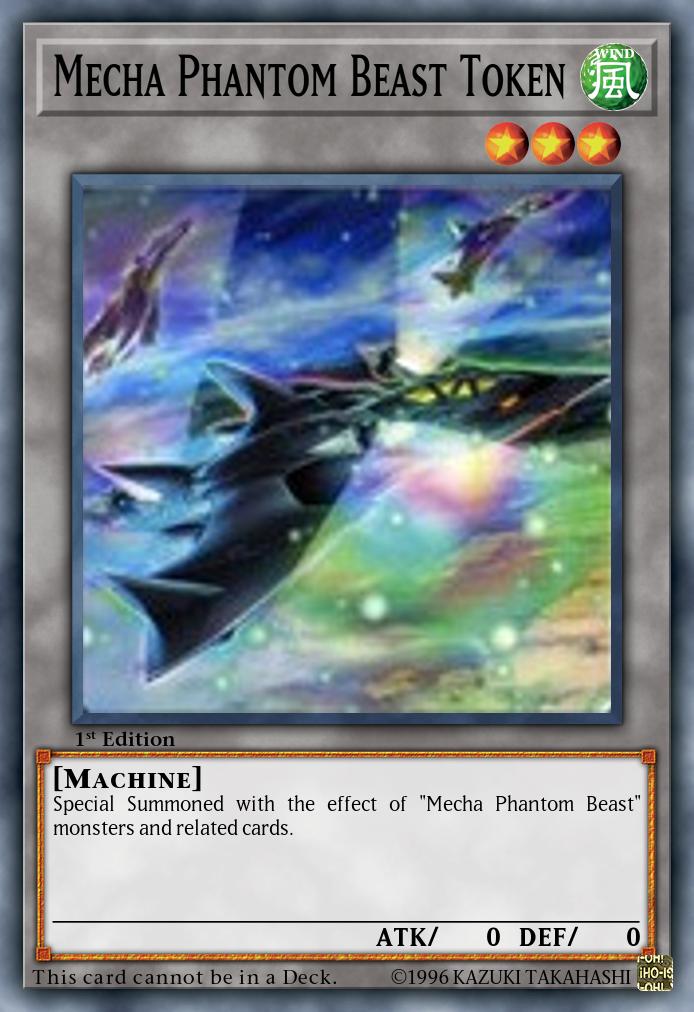 MECHA PHANTOM BEAST TOKEN
WIND
風
1st Edition
[MACHINE]
Special Summoned with the effect of "Mecha Phantom Beast"
monsters and related cards.
ATK/ 0 DEF/ 0
This card cannot be in a Deck. ©1996 KAZUKI TAKAHASHI